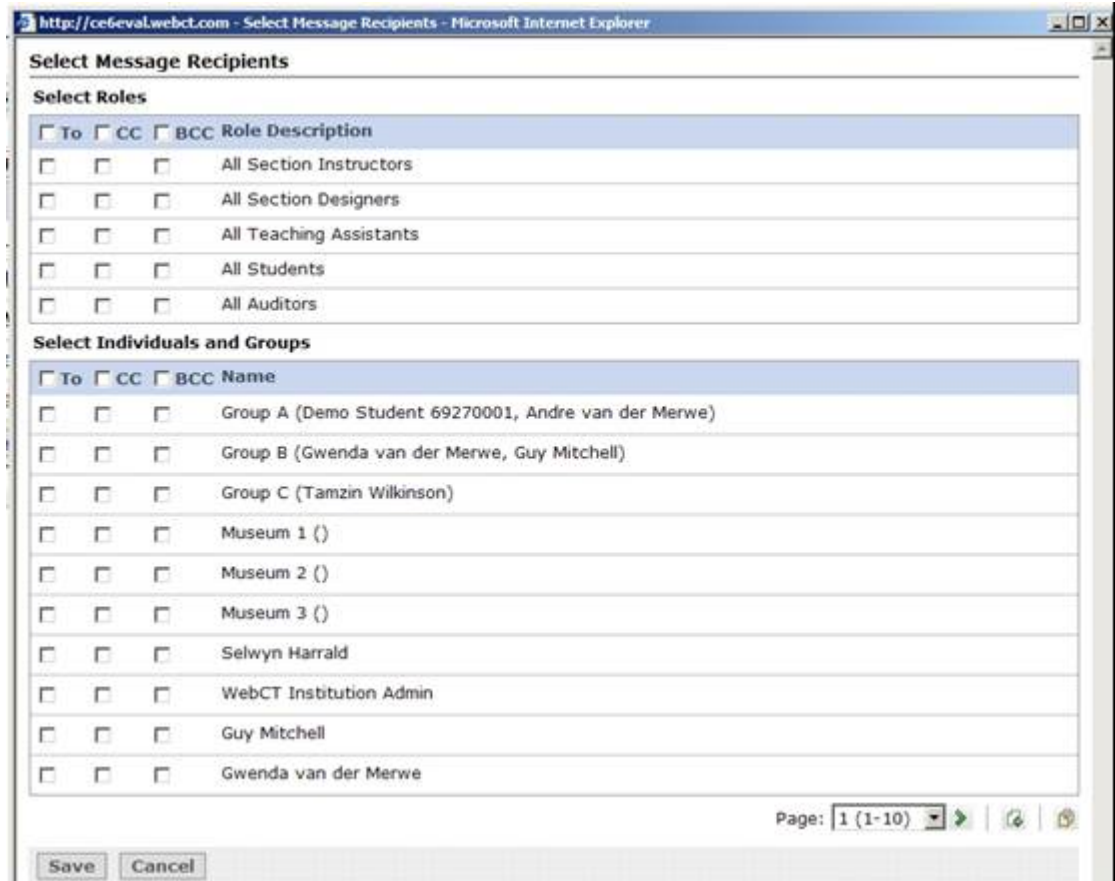 http://ce6eval.webct.com - Select Message Recipients - Microsoft Internet Explorer
Select Message Recipients
Select Roles
To CC BCC Role Description
All Section Instructors
All Section Designers
All Teaching Assistants
All Students
All Auditors
Select Individuals and Groups
To CC BCC Name
Group A (Demo Student 69270001, Andre van der Merwe)
Group B (Gwenda van der Merwe, Guy Mitchell)
Group C (Tamzin Wilkinson)
Museum 1 ()
Museum 2 ()
Museum 3 ()
Selwyn Harrald
WebCT Institution Admin
Guy Mitchell
Gwenda van der Merwe
Page: 1 (1-10)
Save Cancel